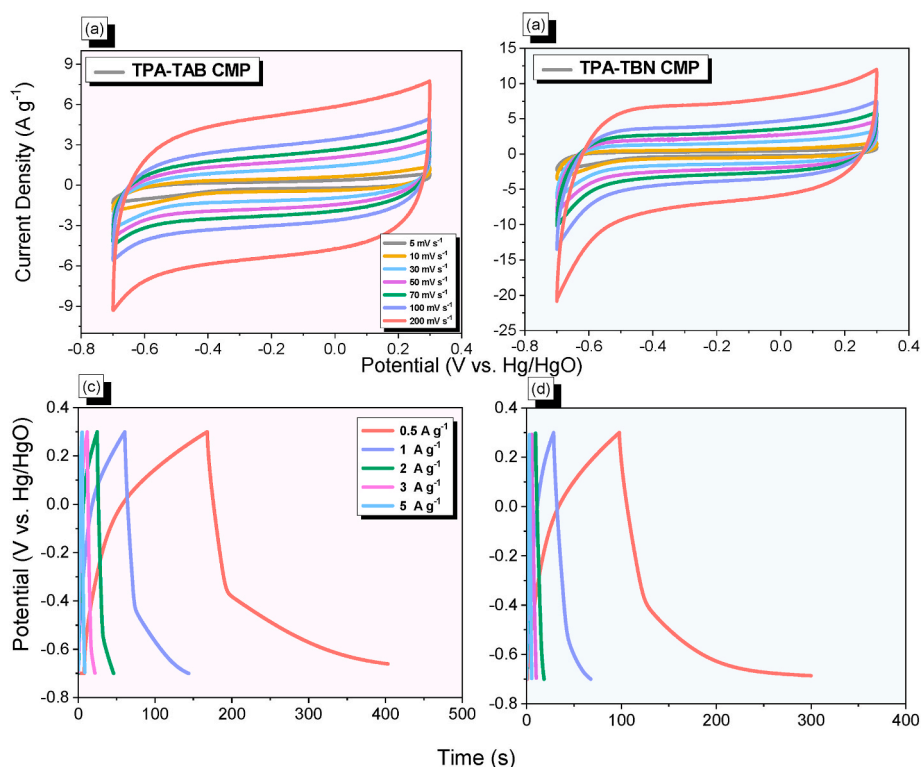 (a)
(a)
TPA-TAB CMP
TPA-TBN CMP
Current Density (A g⁻¹)
9
6
3
0
-3
-6
-9
15
10
5
0
-5
-10
-15
-20
-25
5 mV s⁻¹
10 mV s⁻¹
30 mV s⁻¹
50 mV s⁻¹
70 mV s⁻¹
100 mV s⁻¹
200 mV s⁻¹
-0.8 -0.6 -0.4 -0.2 0.0 0.2 0.4
-0.8 -0.6 -0.4 -0.2 0.0 0.2 0.4
Potential (V vs. Hg/HgO)
(c)
(d)
Potential (V vs. Hg/HgO)
0.4
0.2
0.0
-0.2
-0.4
-0.6
-0.8
0.4
0.2
0.0
-0.2
-0.4
-0.6
-0.8
0.5 A g⁻¹
1 A g⁻¹
2 A g⁻¹
3 A g⁻¹
5 A g⁻¹
0 100 200 300 400 500
0 100 200 300 400
Time (s)